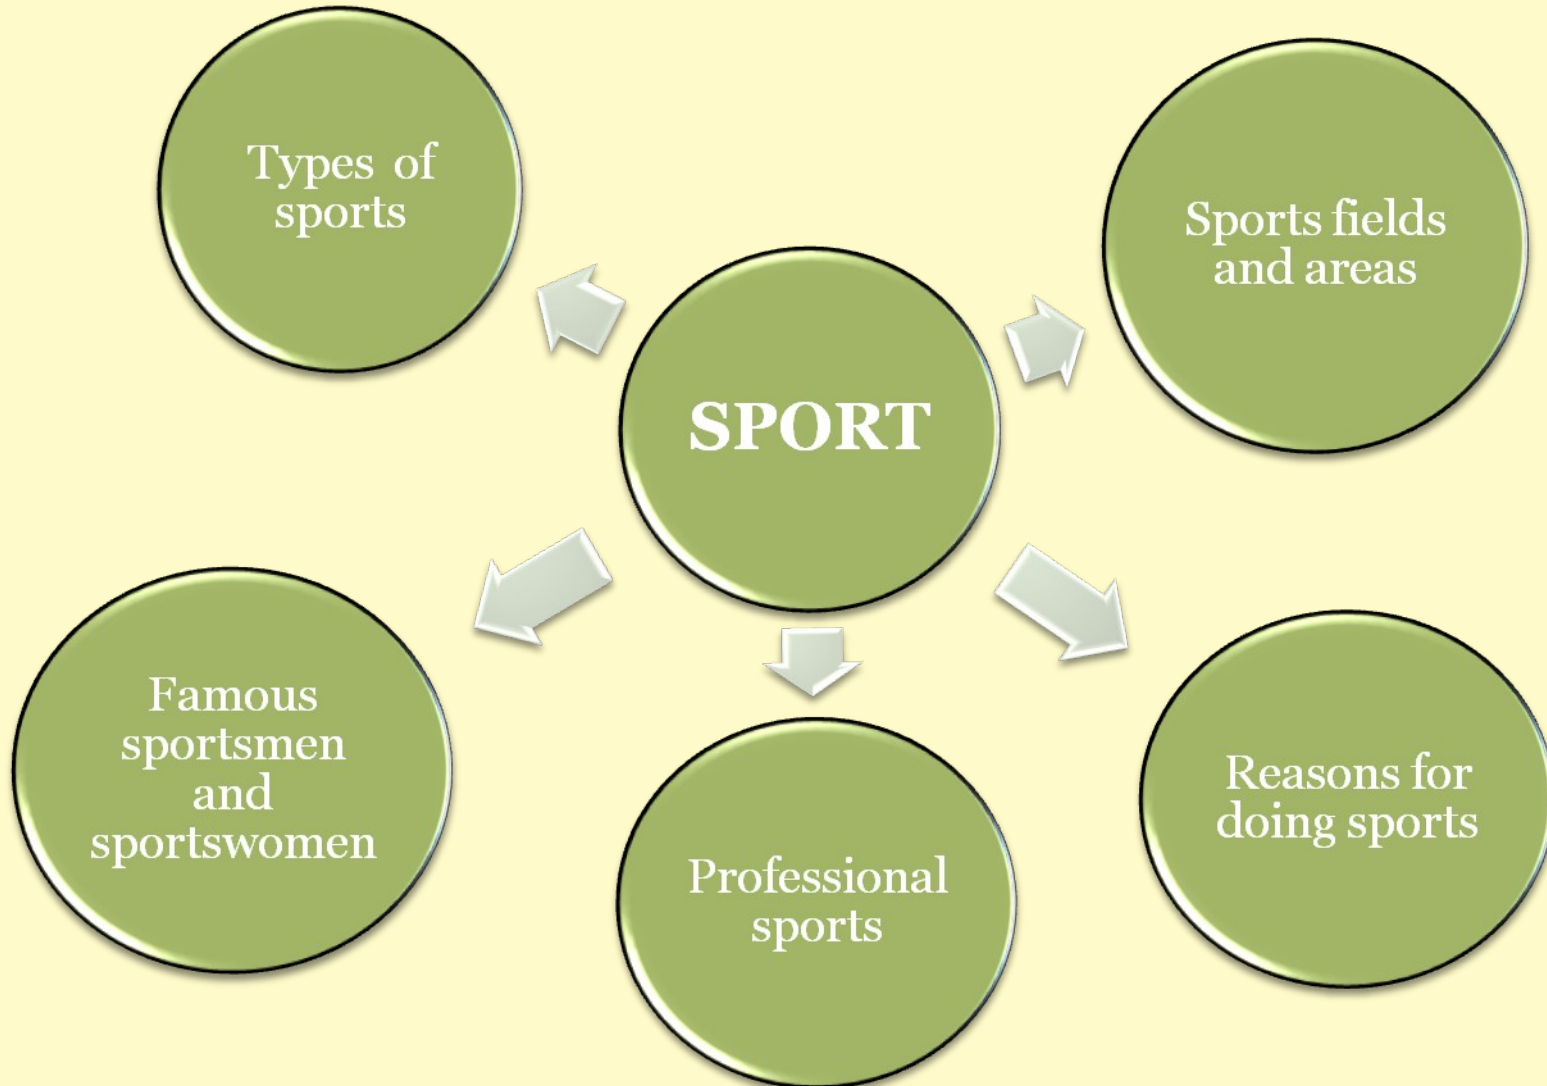 Types of
sports
Sports fields
and areas
SPORT
Famous
sportsmen
and
sportswomen
Professional
sports
Reasons for
doing sports